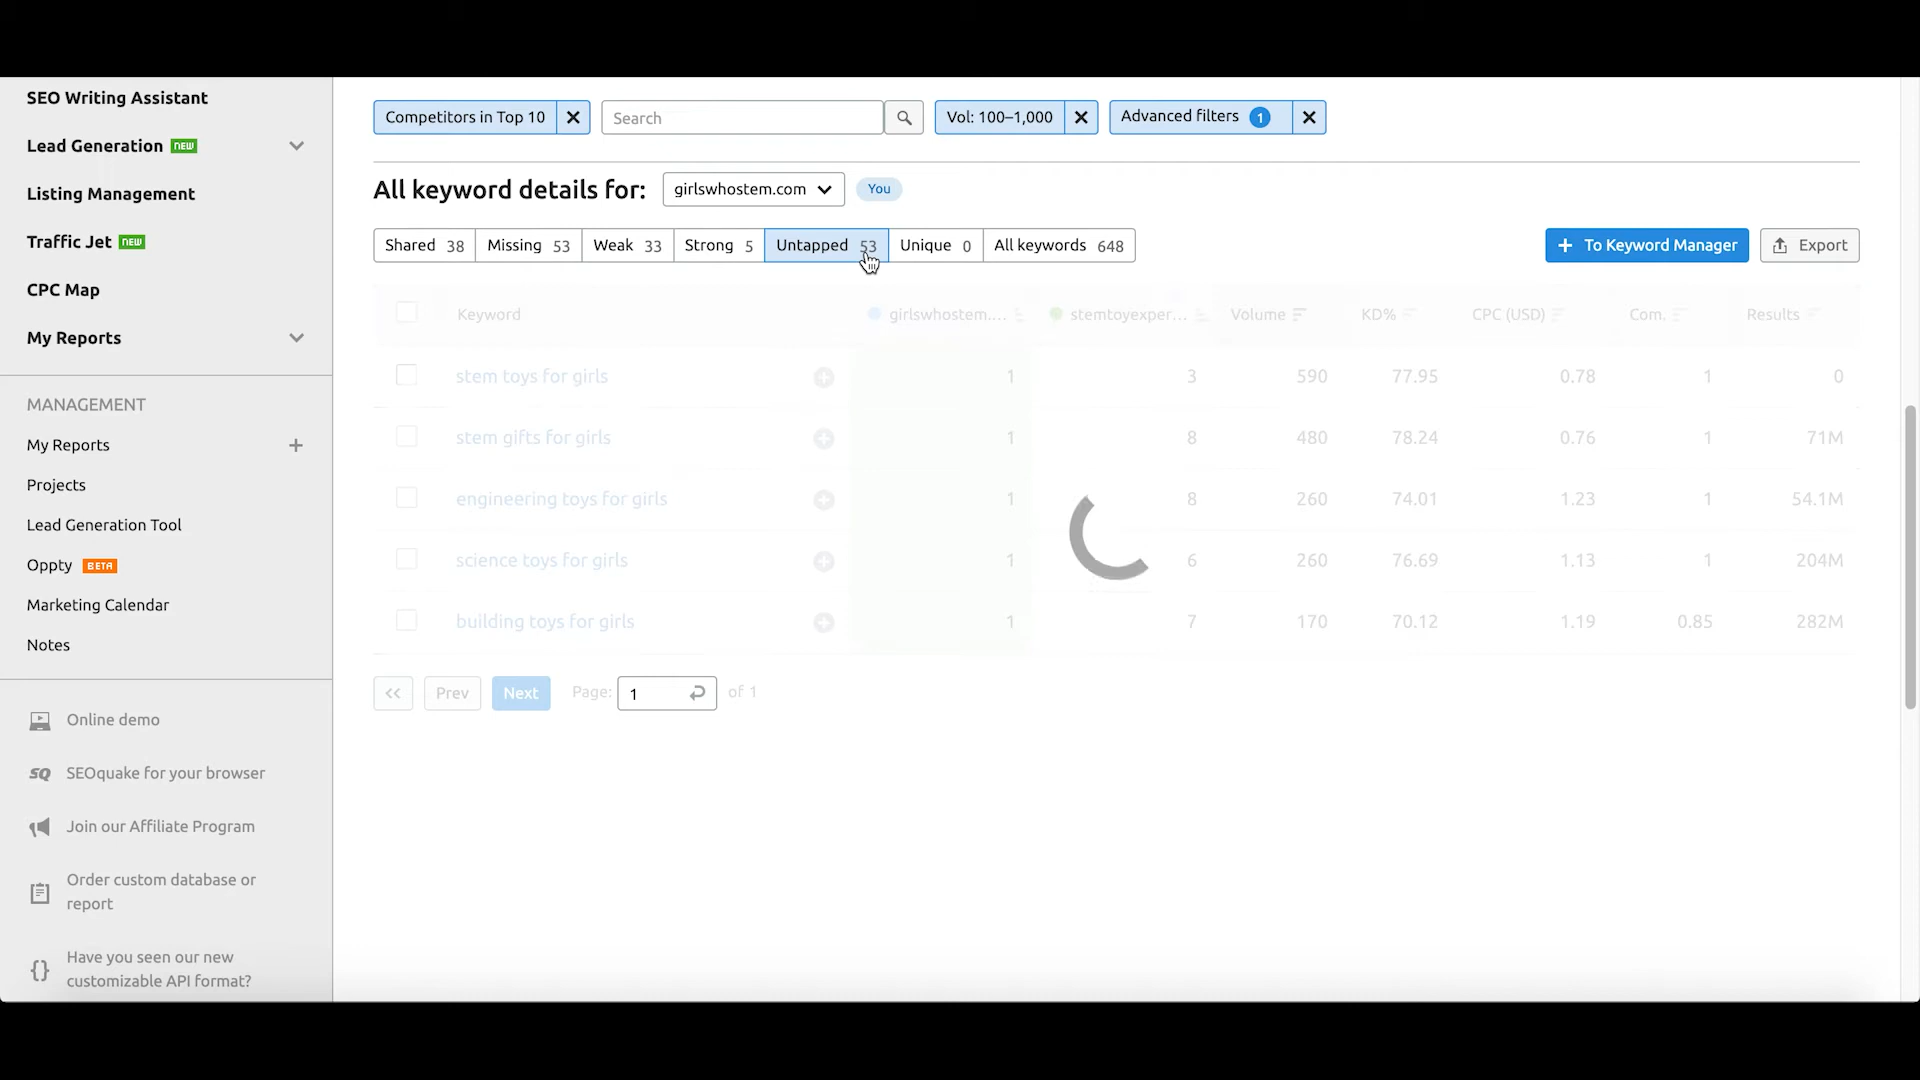 SEO Writing Assistant
Lead Generation NEW
Listing Management
Traffic Jet NEW
CPC Map
My Reports
MANAGEMENT
My Reports +
Projects
Lead Generation Tool
Oppty BETA
Marketing Calendar
Notes
Online demo
SQ SEOquake for your browser
Join our Affiliate Program
Order custom database or
report
Have you seen our new
{} customizable API format?
Competitors in Top 10 Search Vol: 100–1,000 Advanced filters 1
All keyword details for: girlswhostem.com You
Shared 38 Missing 53 Weak 33 Strong 5 Untapped 53 Unique 0 All keywords 648 + To Keyword Manager Export
Keyword girlswhostem.... stemtoyexper... Volume KD% CPC (USD) Com. Results
stem toys for girls 1 3 590 77.95 0.78 1 0
stem gifts for girls 1 8 480 78.24 0.76 1 71M
engineering toys for girls 1 8 260 74.01 1.23 1 54.1M
science toys for girls 1 6 260 76.69 1.13 1 204M
building toys for girls 1 7 170 70.12 1.19 0.85 282M
<< Prev Next Page: 1 of 1